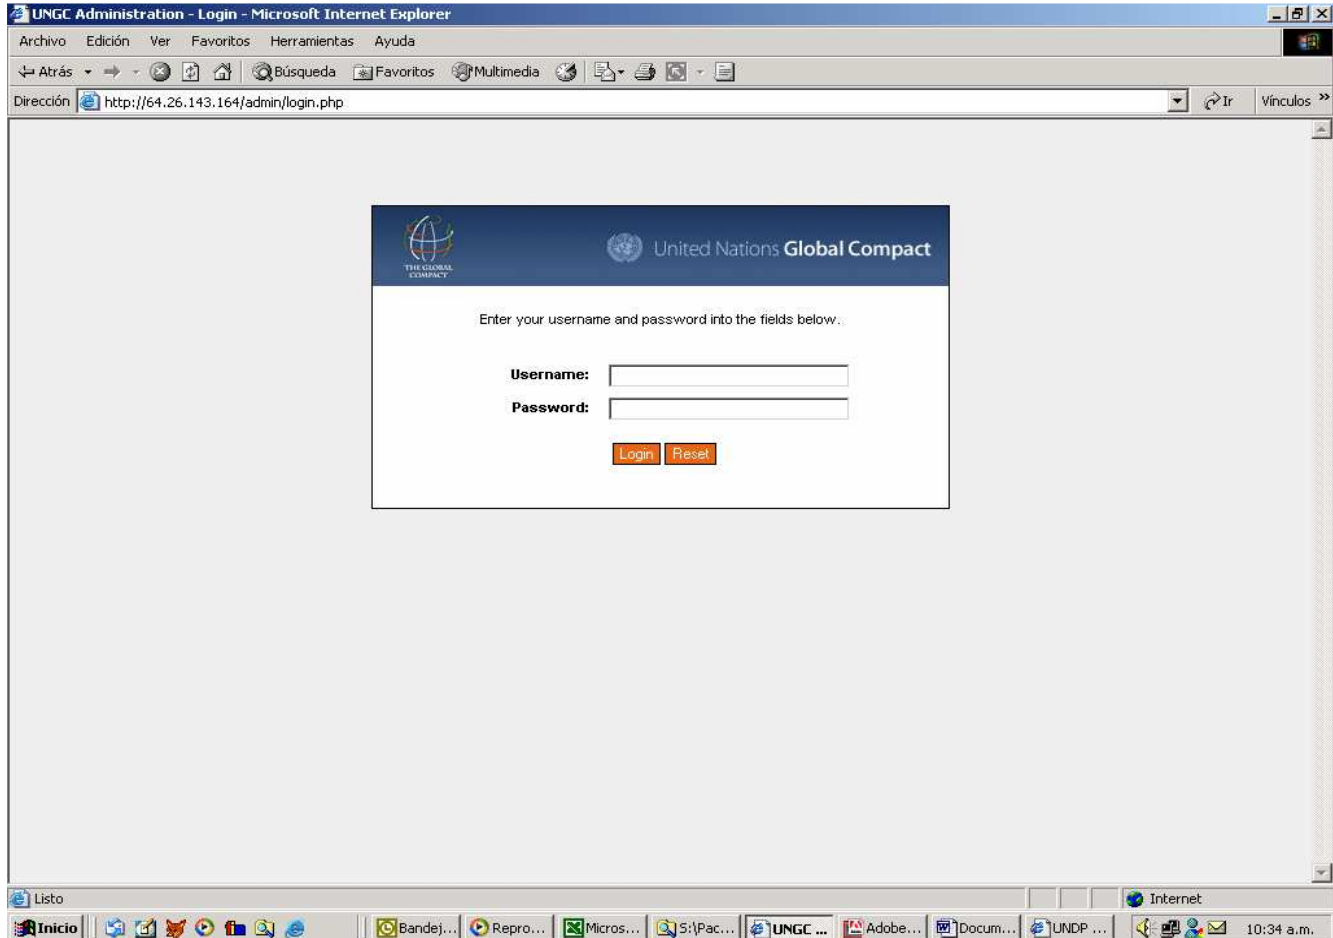 UNGC Administration - Login - Microsoft Internet Explorer
Archivo Edición Ver Favoritos Herramientas Ayuda
Atrás Búsqueda Favoritos Multimedia
Dirección http://64.26.143.164/admin/login.php Ir Vínculos »
THE GLOBAL
COMPACT
United Nations Global Compact
Enter your username and password into the fields below.
Username:
Password:
Login Reset
Listo Internet
Inicio Bandej... Repro... Micros... S:\Pac... UNGC ... Adobe... Docum... UNDP ... 10:34 a.m.